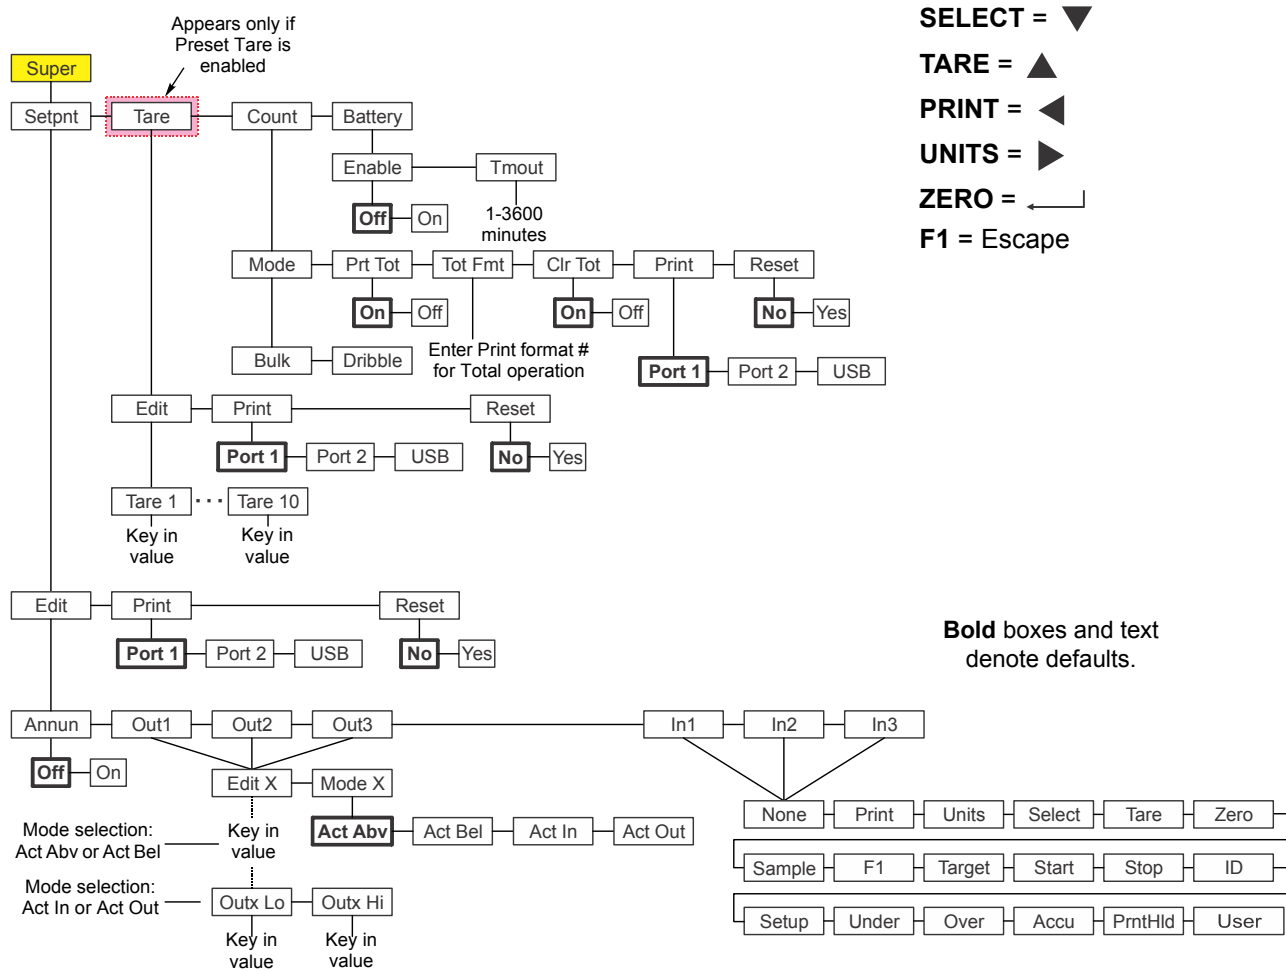 Appears only if
Preset Tare is
enabled
SELECT =
TARE =
PRINT =
UNITS =
ZERO =
F1 = Escape
Super
Setpnt
Tare
Count
Battery
Enable
Tmout
Off
On
1-3600
minutes
Mode
Prt Tot
Tot Fmt
Clr Tot
Print
Reset
On
Off
On
Off
No
Yes
Bulk
Dribble
Enter Print format #
for Total operation
Port 1
Port 2
USB
Edit
Print
Reset
Port 1
Port 2
USB
No
Yes
Tare 1
Tare 10
Key in
value
Key in
value
Edit
Print
Reset
Port 1
Port 2
USB
No
Yes
Bold boxes and text
denote defaults.
Annun
Out1
Out2
Out3
In1
In2
In3
Off
On
Edit X
Mode X
Mode selection:
Act Abv or Act Bel
Key in
value
Act Abv
Act Bel
Act In
Act Out
Mode selection:
Act In or Act Out
Outx Lo
Outx Hi
Key in
value
Key in
value
None
Print
Units
Select
Tare
Zero
Sample
F1
Target
Start
Stop
ID
Setup
Under
Over
Accu
PrntHld
User